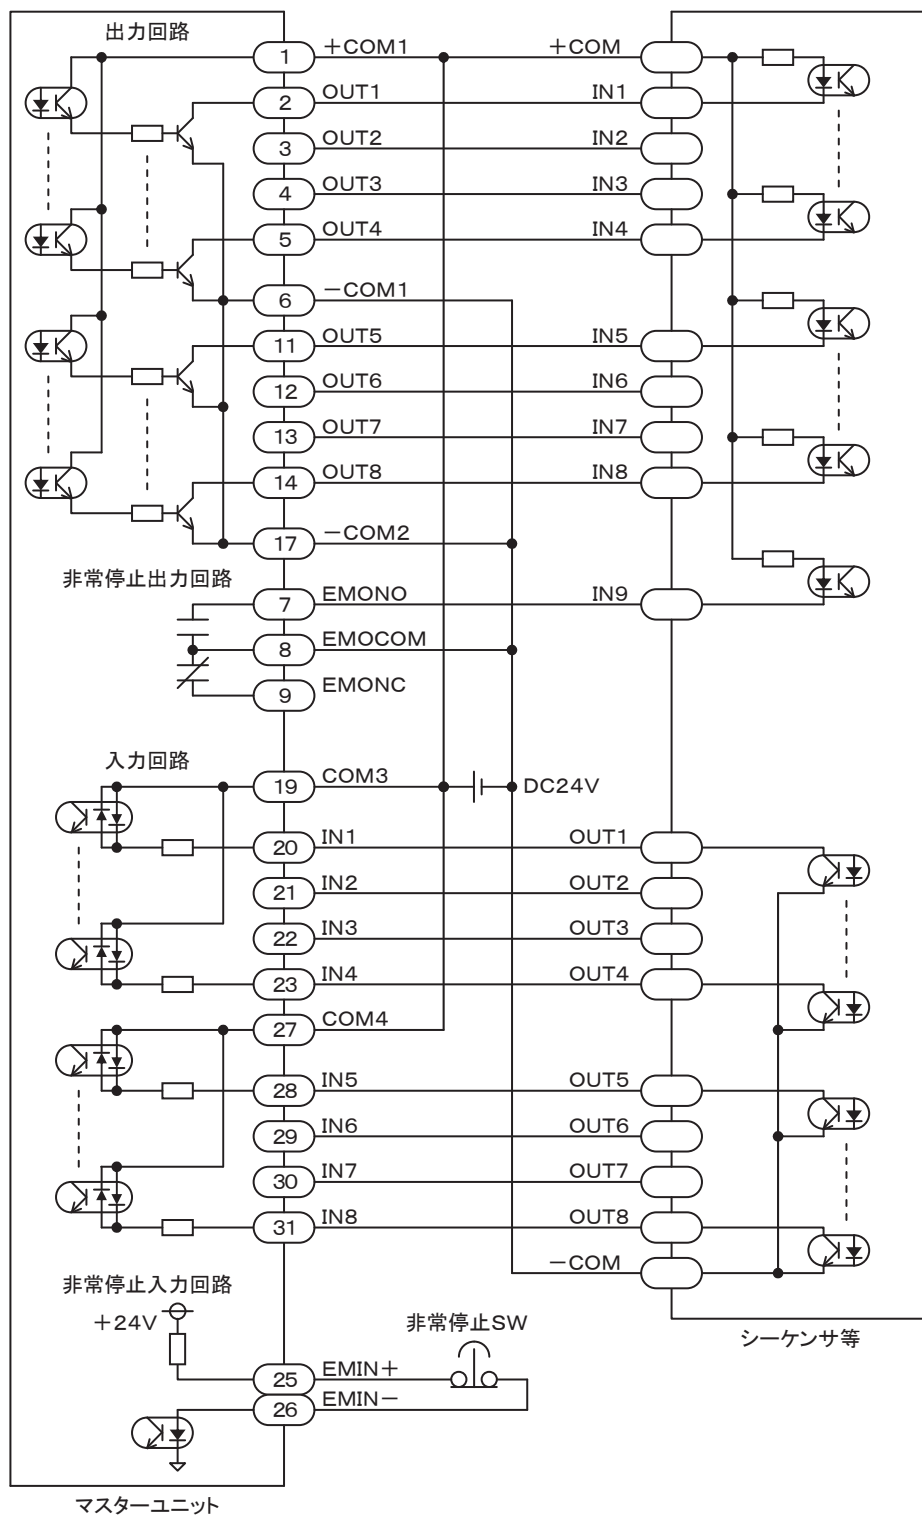 出力回路
1 +COM1 +COM
2 OUT1 IN1
3 OUT2 IN2
4 OUT3 IN3
5 OUT4 IN4
6 −COM1
11 OUT5 IN5
12 OUT6 IN6
13 OUT7 IN7
14 OUT8 IN8
17 −COM2
非常停止出力回路
7 EMONO IN9
8 EMOCOM
9 EMONC
入力回路
19 COM3
DC24V
20 IN1 OUT1
21 IN2 OUT2
22 IN3 OUT3
23 IN4 OUT4
27 COM4
28 IN5 OUT5
29 IN6 OUT6
30 IN7 OUT7
31 IN8 OUT8
−COM
非常停止入力回路
+24V
非常停止SW
シーケンサ等
25 EMIN+
26 EMIN−
マスターユニット